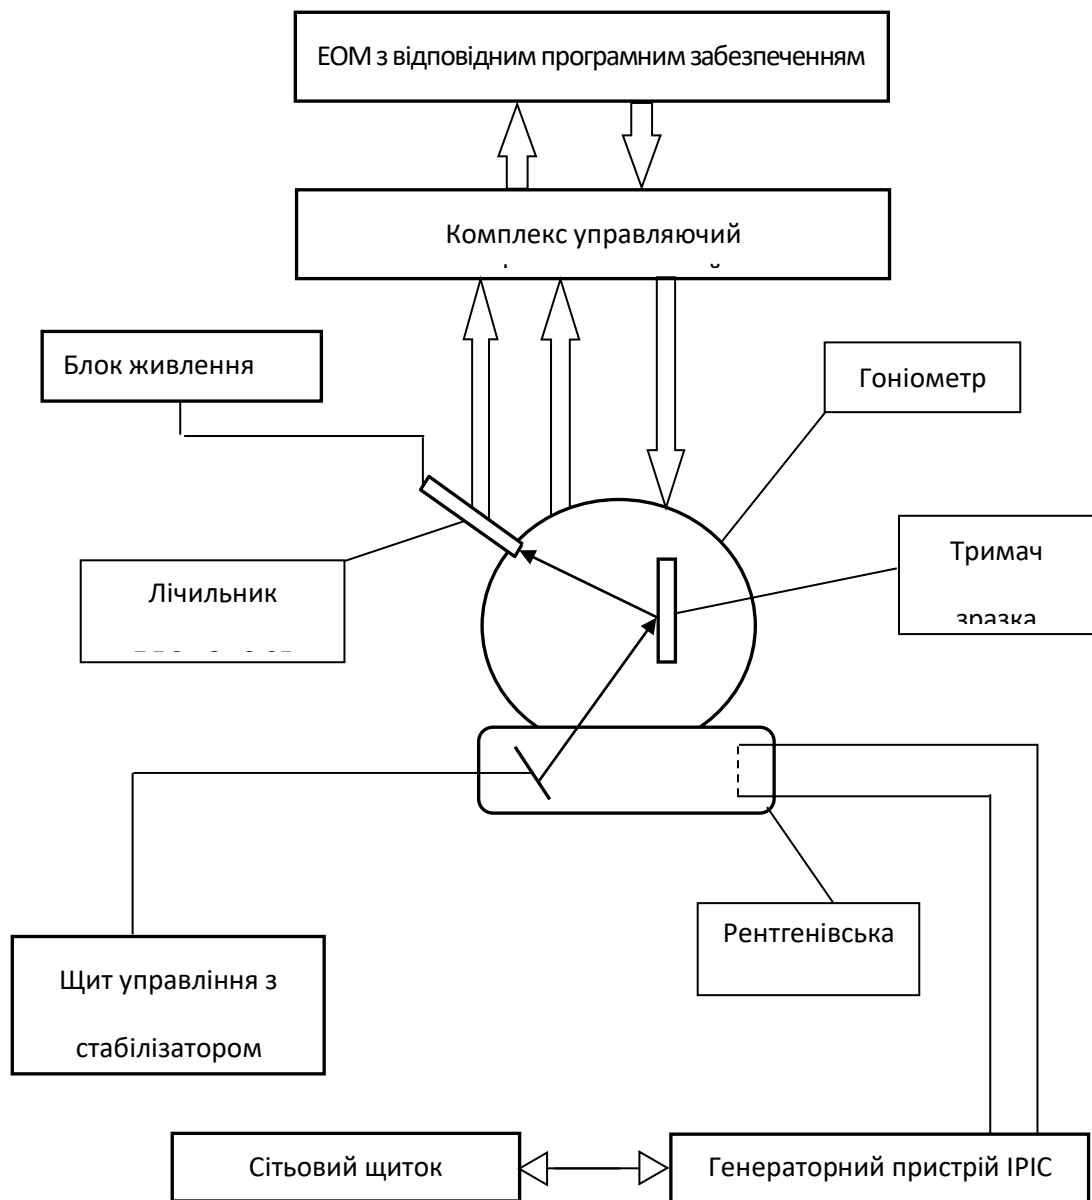 ЕОМ з відповідним програмним забезпеченням
Комплекс управляючий
Блок живлення
Гоніометр
Тримач
зразка
Лічильник
Рентгенівська
Щит управління з
стабілізатором
Сітьовий щиток
Генераторний пристрій ІРІС